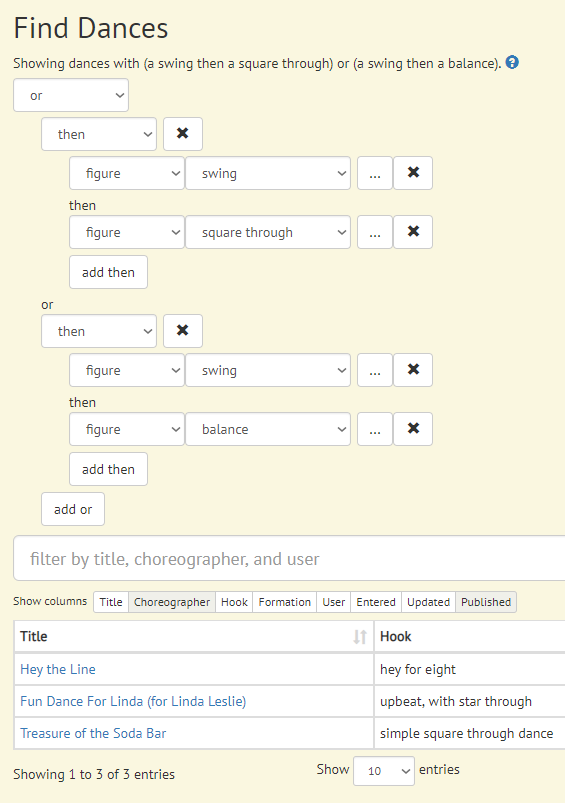 Find Dances
Showing dances with (a swing then a square through) or (a swing then a balance). ?
or
then ✖
figure swing ... ✖
then
figure square through ... ✖
add then
or
then ✖
figure swing ... ✖
then
figure balance ... ✖
add then
add or
filter by title, choreographer, and user
Show columns Title Choreographer Hook Formation User Entered Updated Published
Title Hook
Hey the Line hey for eight
Fun Dance For Linda (for Linda Leslie) upbeat, with star through
Treasure of the Soda Bar simple square through dance
Showing 1 to 3 of 3 entries Show 10 entries